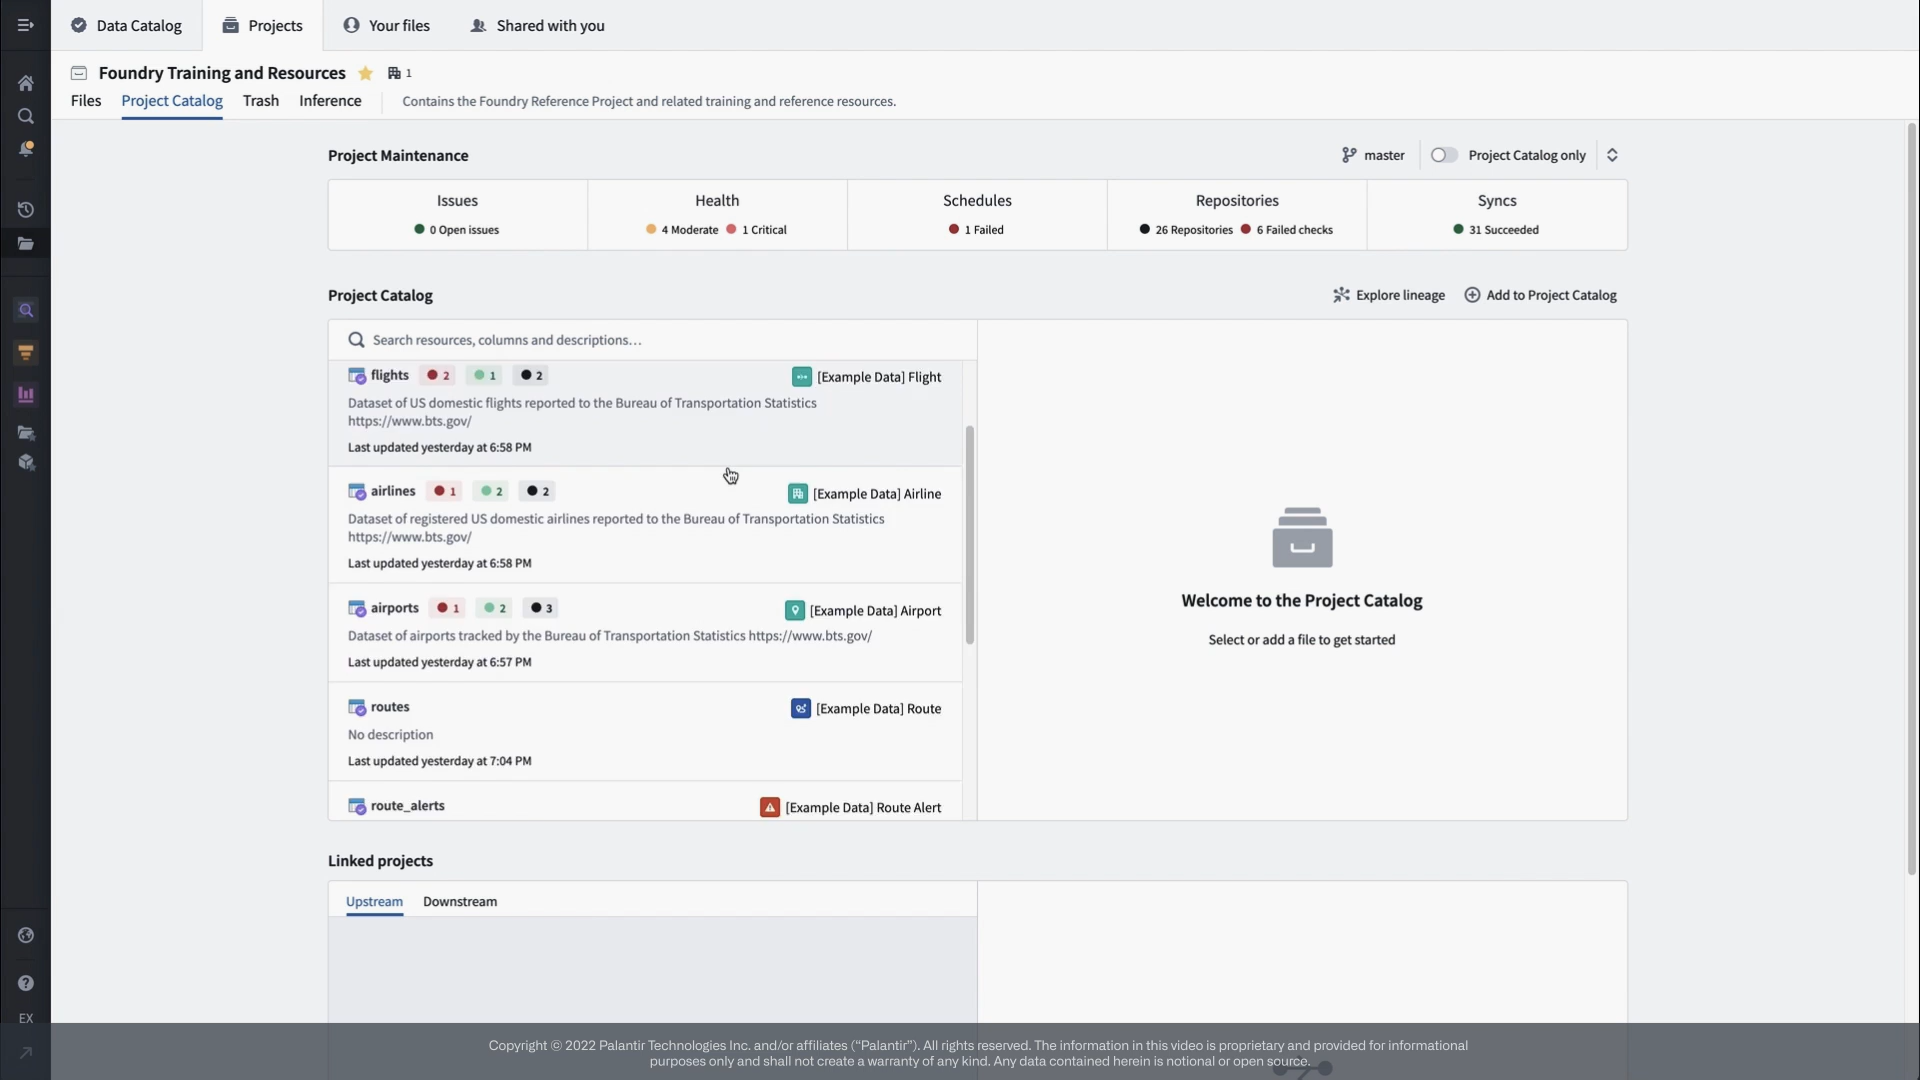 Data Catalog
Projects
Your files
Shared with you
Foundry Training and Resources
1
Files
Project Catalog
Trash
Inference
Contains the Foundry Reference Project and related training and reference resources.
Project Maintenance
master
Project Catalog only
Issues
Health
Schedules
Repositories
Syncs
0 Open issues
4 Moderate
1 Critical
1 Failed
26 Repositories
6 Failed checks
31 Succeeded
Project Catalog
Explore lineage
Add to Project Catalog
Search resources, columns and descriptions...
flights
2
1
2
[Example Data] Flight
Dataset of US domestic flights reported to the Bureau of Transportation Statistics
https://www.bts.gov/
Last updated yesterday at 6:58 PM
airlines
1
2
2
[Example Data] Airline
Dataset of registered US domestic airlines reported to the Bureau of Transportation Statistics
https://www.bts.gov/
Last updated yesterday at 6:58 PM
airports
1
2
3
[Example Data] Airport
Dataset of airports tracked by the Bureau of Transportation Statistics https://www.bts.gov/
Last updated yesterday at 6:57 PM
routes
[Example Data] Route
No description
Last updated yesterday at 7:04 PM
route_alerts
[Example Data] Route Alert
Welcome to the Project Catalog
Select or add a file to get started
Linked projects
Upstream
Downstream
EX
Copyright © 2022 Palantir Technologies Inc. and/or affiliates (“Palantir”). All rights reserved. The information in this video is proprietary and provided for informational
purposes only and shall not create a warranty of any kind. Any data contained herein is notional or open source.